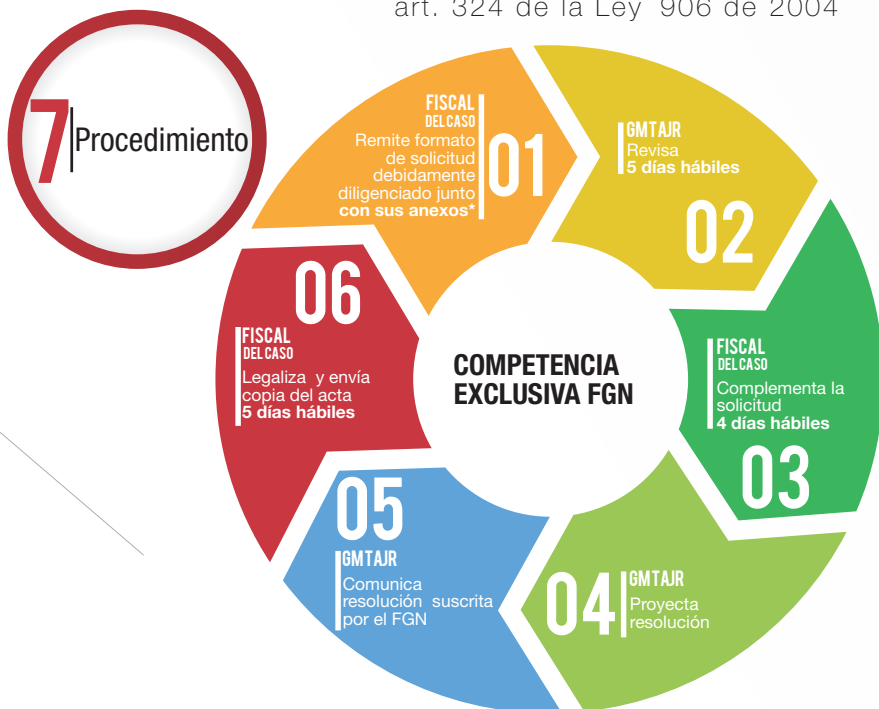 art. 324 de la Ley 906 de 2004
7 Procedimiento
FISCAL
DEL CASO
Remite formato
de solicitud
debidamente
diligenciado junto
con sus anexos*
01
GMTAJR
Revisa
5 días hábiles
02
FISCAL
DEL CASO
Complementa la
solicitud
4 días hábiles
03
04
GMTAJR
Proyecta
resolución
05
GMTAJR
Comunica
resolución suscrita
por el FGN
06
FISCAL
DEL CASO
Legaliza y envía
copia del acta
5 días hábiles
COMPETENCIA
EXCLUSIVA FGN